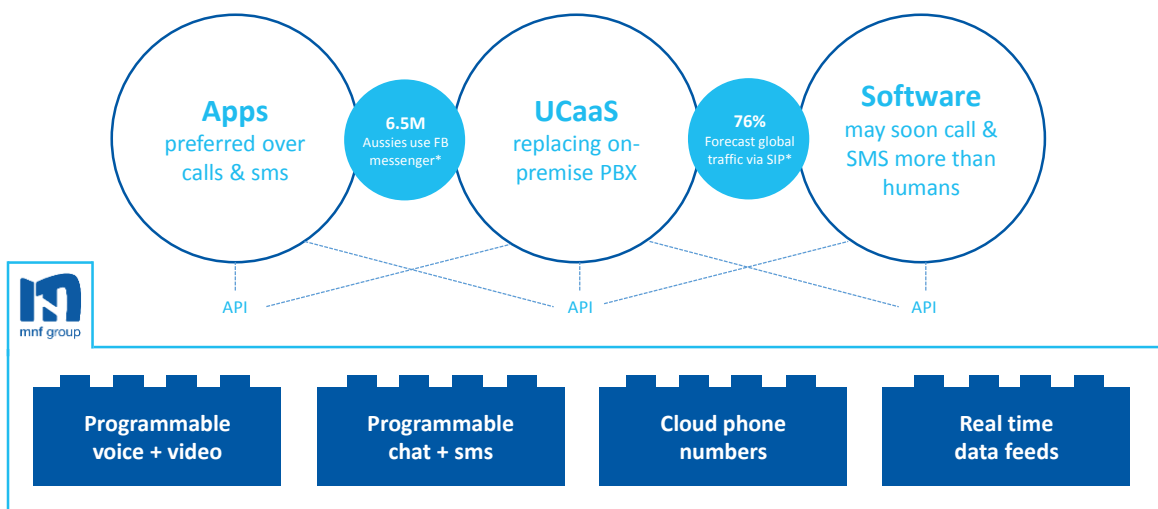 Apps
preferred over
calls & sms
6.5M
Aussies use FB
messenger*
UCaaS
replacing on-
premise PBX
76%
Forecast global
traffic via SIP*
Software
may soon call &
SMS more than
humans
API
API
API
mnf group
Programmable
voice + video
Programmable
chat + sms
Cloud phone
numbers
Real time
data feeds